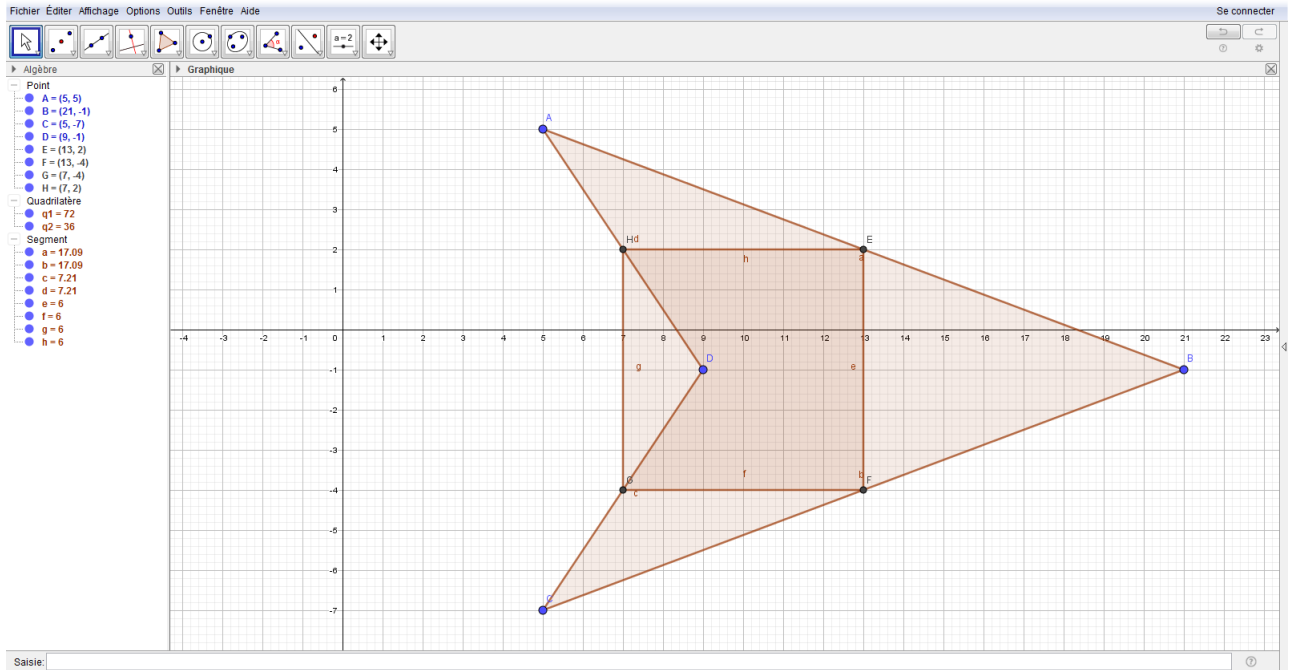 Fichier Éditer Affichage Options Outils Fenêtre Aide
Se connecter
a=2
Algèbre
Graphique
Point
A = (5, 5)
B = (21, -1)
C = (5, -7)
D = (9, -1)
E = (13, 2)
F = (13, -4)
G = (7, -4)
H = (7, 2)
Quadrilatère
q1 = 72
q2 = 36
Segment
a = 17.09
b = 17.09
c = 7.21
d = 7.21
e = 6
f = 6
g = 6
h = 6
6
A
5
4
3
H d
E
2
h
a
1
-4 -3 -2 -1 0 1 2 3 4 5 6 7 8 9 10 11 12 13 14 15 16 17 18 19 20 21 22 23
D
B
g
e
-1
-2
-3
f
b
F
G
-4
c
-5
-6
C
-7
Saisie: